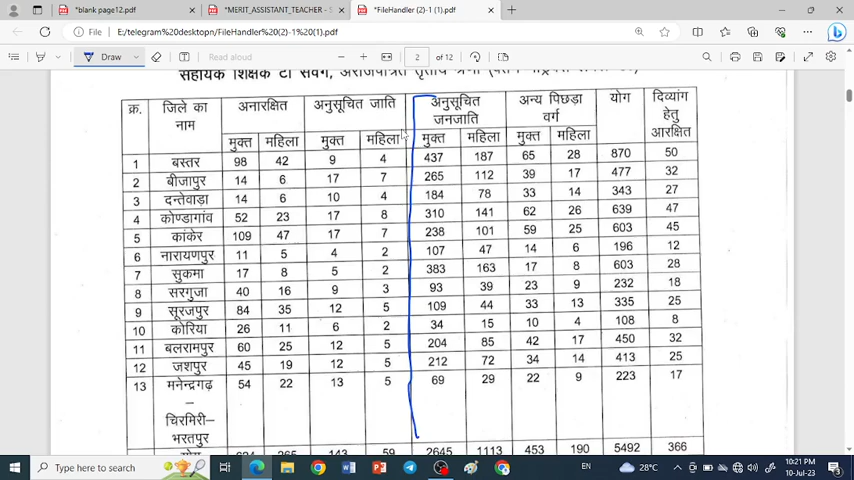 *blank page12.pdf
*MERIT_ASSISTANT_TEACHER - S
*FileHandler (2)-1 (1).pdf
File E:/telegram desktopn/FileHandler%20(2)-1%20(1).pdf
Draw Read aloud 2 of 12
सहायक शिक्षक टी संवर्ग, अराजपत्रित तृतीय श्रेणी
क्र. जिले का नाम अनारक्षित अनुसूचित जाति अनुसूचित जनजाति अन्य पिछड़ा वर्ग योग दिव्यांग हेतु आरक्षित
मुक्त महिला मुक्त महिला मुक्त महिला मुक्त महिला
1 बस्तर 98 42 9 4 437 187 65 28 870 50
2 बीजापुर 14 6 17 7 265 112 39 17 477 32
3 दन्तेवाड़ा 14 6 10 4 184 78 33 14 343 27
4 कोण्डागांव 52 23 17 8 310 141 62 26 639 47
5 कांकेर 109 47 17 7 238 101 59 25 603 45
6 नारायणपुर 11 5 4 2 107 47 14 6 196 12
7 सुकमा 17 8 5 2 383 163 17 8 603 28
8 सरगुजा 40 16 9 3 93 39 23 9 232 18
9 सूरजपुर 84 35 12 5 109 44 33 13 335 25
10 कोरिया 26 11 6 2 34 15 10 4 108 8
11 बलरामपुर 60 25 12 5 204 85 42 17 450 32
12 जशपुर 45 19 12 5 212 72 34 14 413 25
13 मनेन्द्रगढ़ 54 22 13 5 69 29 22 9 223 17
–
चिरमिरी–
भरतपुर
योग 624 265 143 59 2645 1113 453 190 5492 366
Type here to search
28°C ENG 10:21 PM
10-Jul-23